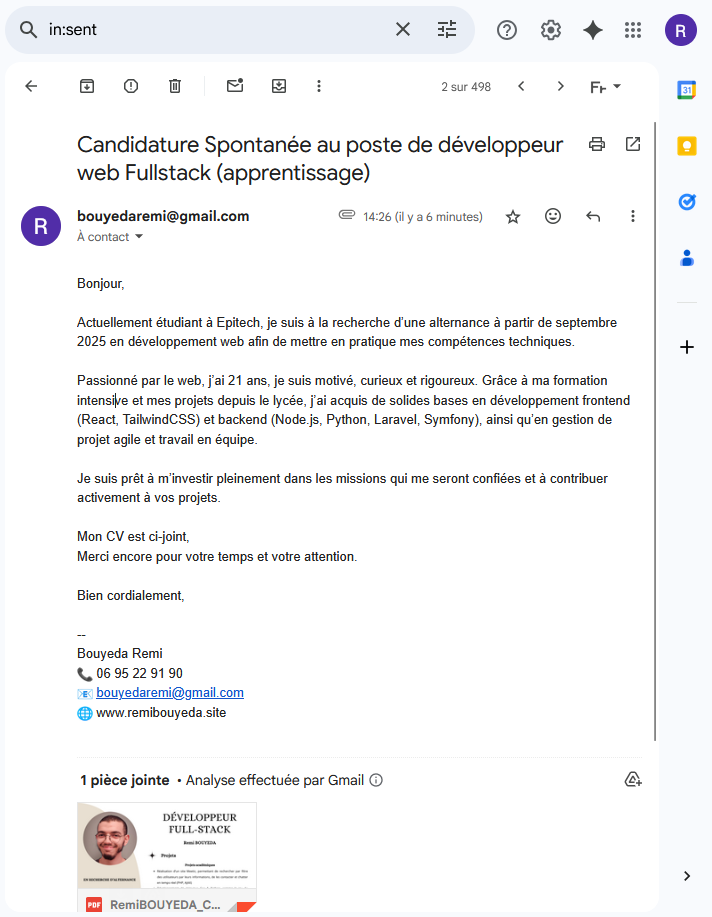 in:sent
R
2 sur 498
Fr
Candidature Spontanée au poste de développeur
web Fullstack (apprentissage)
R
bouyedaremi@gmail.com
14:26 (il y a 6 minutes)
À contact
Bonjour,
Actuellement étudiant à Epitech, je suis à la recherche d’une alternance à partir de septembre
2025 en développement web afin de mettre en pratique mes compétences techniques.
Passionné par le web, j’ai 21 ans, je suis motivé, curieux et rigoureux. Grâce à ma formation
intensive et mes projets depuis le lycée, j’ai acquis de solides bases en développement frontend
(React, TailwindCSS) et backend (Node.js, Python, Laravel, Symfony), ainsi qu’en gestion de
projet agile et travail en équipe.
Je suis prêt à m’investir pleinement dans les missions qui me seront confiées et à contribuer
activement à vos projets.
Mon CV est ci-joint,
Merci encore pour votre temps et votre attention.
Bien cordialement,
--
Bouyeda Remi
06 95 22 91 90
bouyedaremi@gmail.com
www.remibouyeda.site
1 pièce jointe • Analyse effectuée par Gmail
DÉVELOPPEUR
FULL-STACK
Remi BOUYEDA
Projets
Projets académiques
PDF
RemiBOUYEDA_C...
31